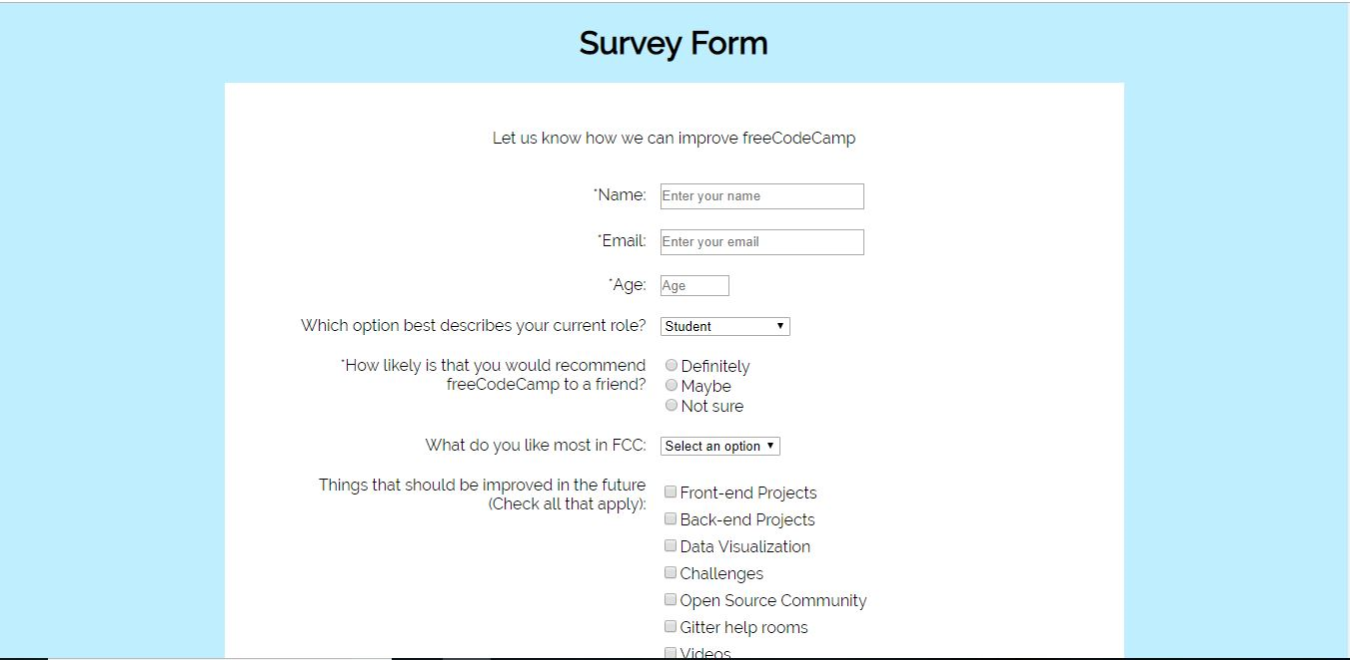 Survey Form
Let us know how we can improve freeCodeCamp
*Name: Enter your name
*Email: Enter your email
*Age: Age
Which option best describes your current role? Student
*How likely is that you would recommend
freeCodeCamp to a friend?
Definitely
Maybe
Not sure
What do you like most in FCC: Select an option
Things that should be improved in the future
(Check all that apply):
Front-end Projects
Back-end Projects
Data Visualization
Challenges
Open Source Community
Gitter help rooms
Videos